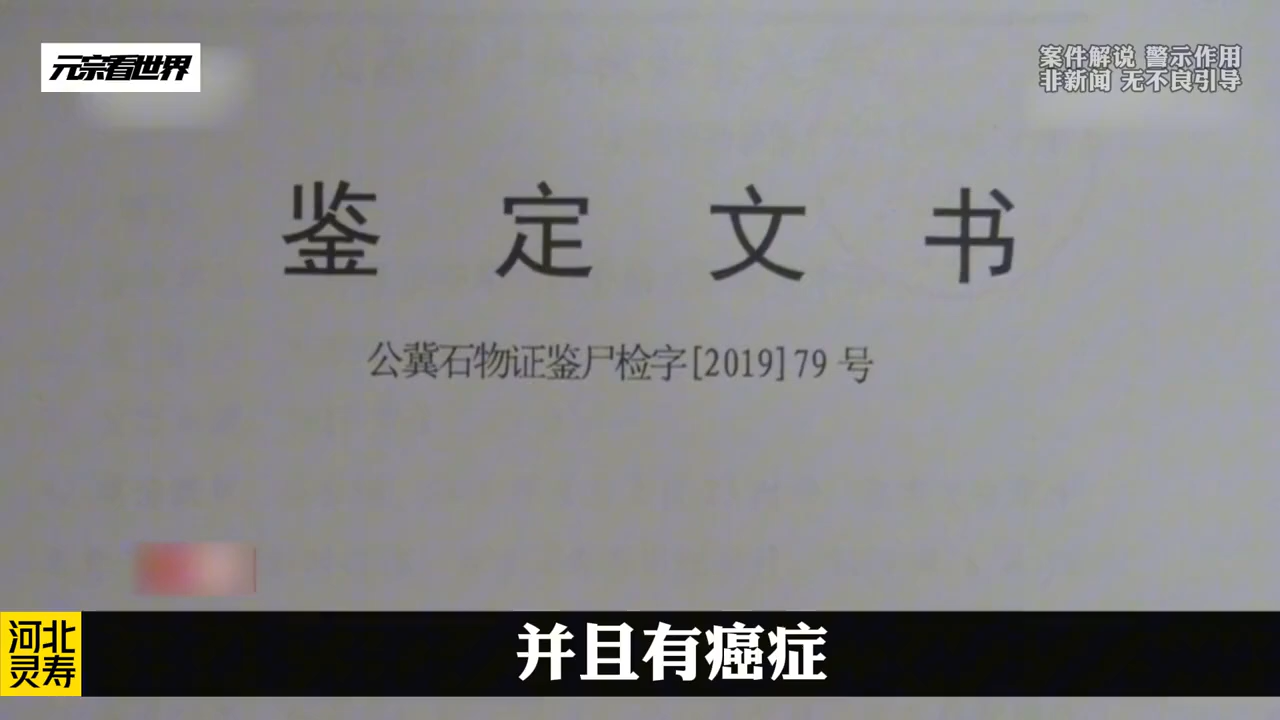 元宗看世界
案件解说 警示作用
非新闻 无不良引导
鉴定文书
公冀石物证鉴尸检字[2019]79号
河北
灵寿
并且有癌症